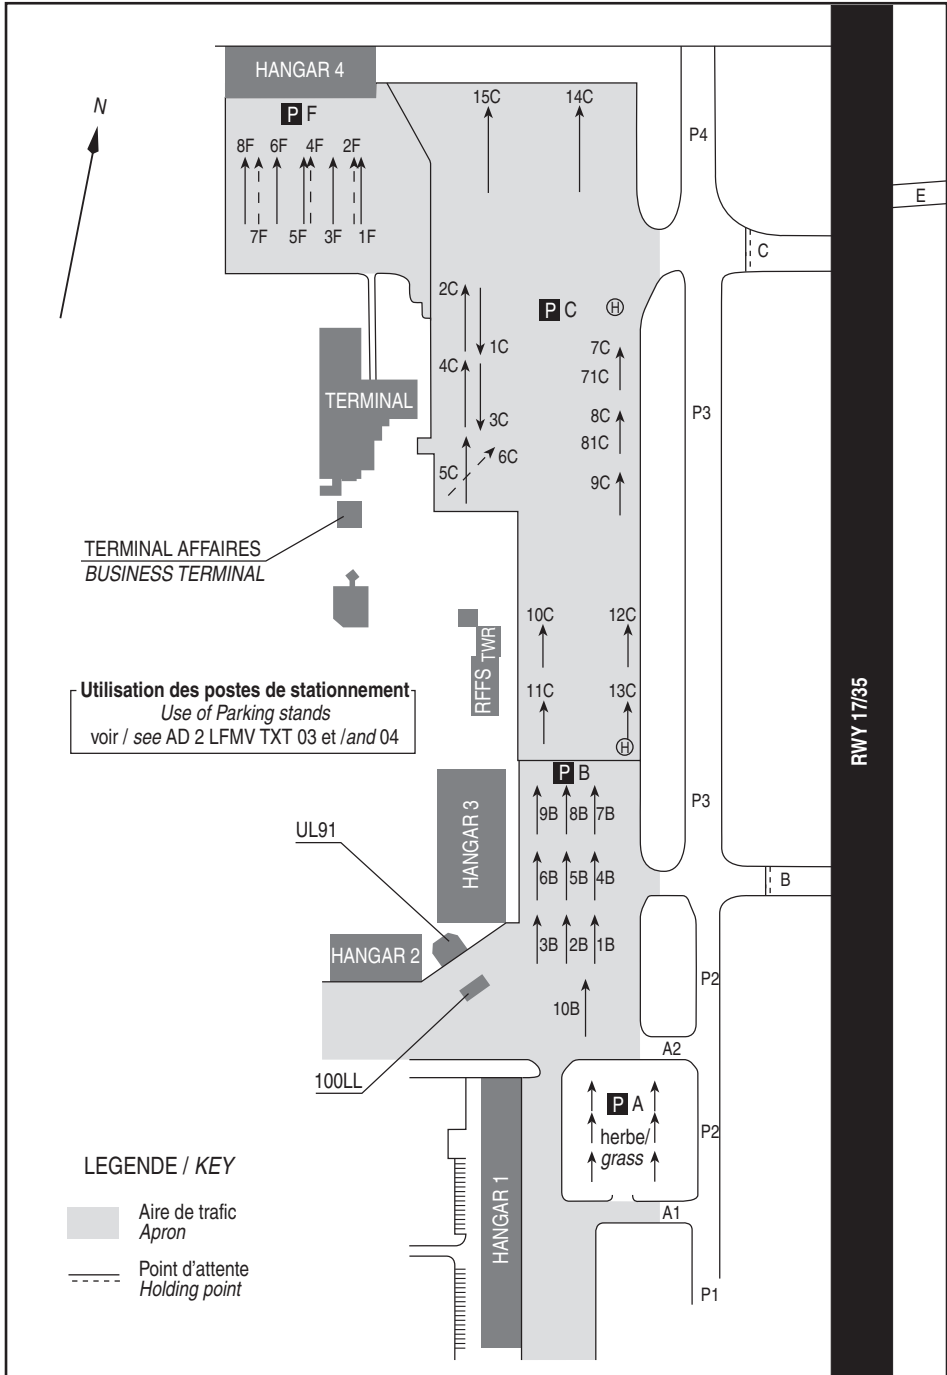 HANGAR 4
N
P F
8F 6F 4F 2F
7F 5F 3F 1F
15C 14C
P4
E
C
2C
P C H
1C
7C
4C
71C
TERMINAL
3C
8C
P3
81C
6C
5C
9C
TERMINAL AFFAIRES
BUSINESS TERMINAL
10C 12C
TWR
RFFS
11C 13C
H
Utilisation des postes de stationnement
Use of Parking stands
voir / see AD 2 LFMV TXT 03 et /and 04
RWY 17/35
P B
9B 8B 7B
P3
HANGAR 3
UL91
6B 5B 4B
B
3B 2B 1B
HANGAR 2
P2
10B
A2
100LL
P A
herbe/
grass
P2
HANGAR 1
A1
P1
LEGENDE / KEY
Aire de trafic
Apron
Point d'attente
Holding point